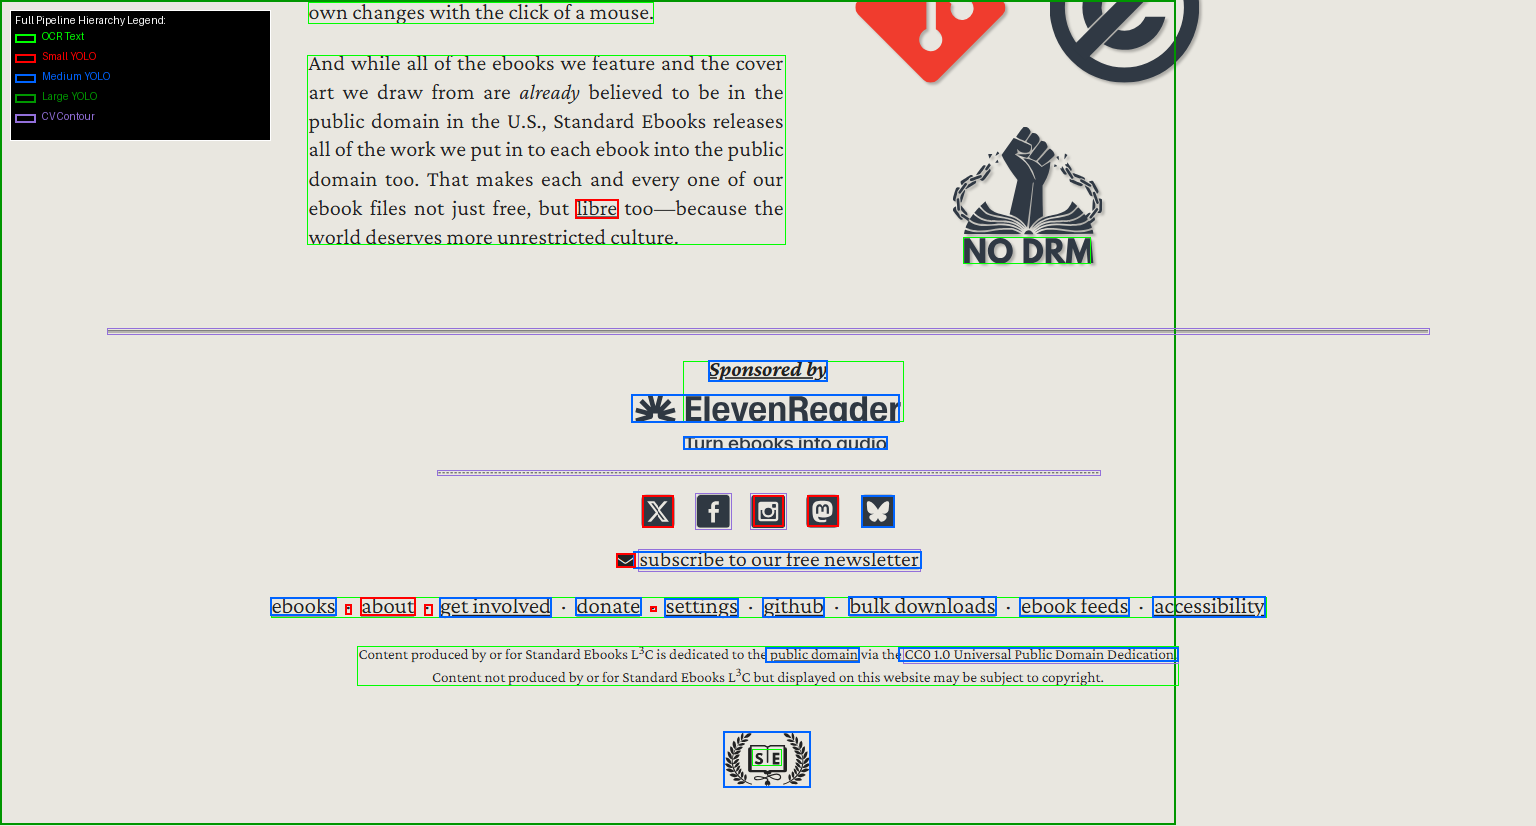 Full Pipeline Hierarchy Legend:
OCR Text
Small YOLO
Medium YOLO
Large YOLO
CV Contour
own changes with the click of a mouse.
And while all of the ebooks we feature and the cover
art we draw from are already believed to be in the
public domain in the U.S., Standard Ebooks releases
all of the work we put in to each ebook into the public
domain too. That makes each and every one of our
ebook files not just free, but libre too—because the
world deserves more unrestricted culture.
NO DRM
Sponsored by
ElevenReader
Turn ebooks into audio
subscribe to our free newsletter
ebooks · about · get involved · donate · settings · github · bulk downloads · ebook feeds · accessibility
Content produced by or for Standard Ebooks L³C is dedicated to the public domain via the CC0 1.0 Universal Public Domain Dedication.
Content not produced by or for Standard Ebooks L³C but displayed on this website may be subject to copyright.
S E